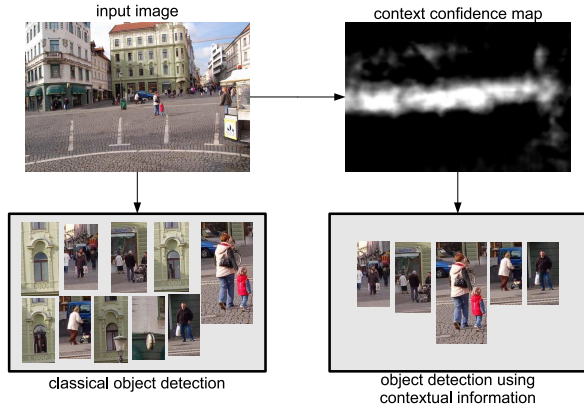 input image
context confidence map
classical object detection
object detection using
contextual information